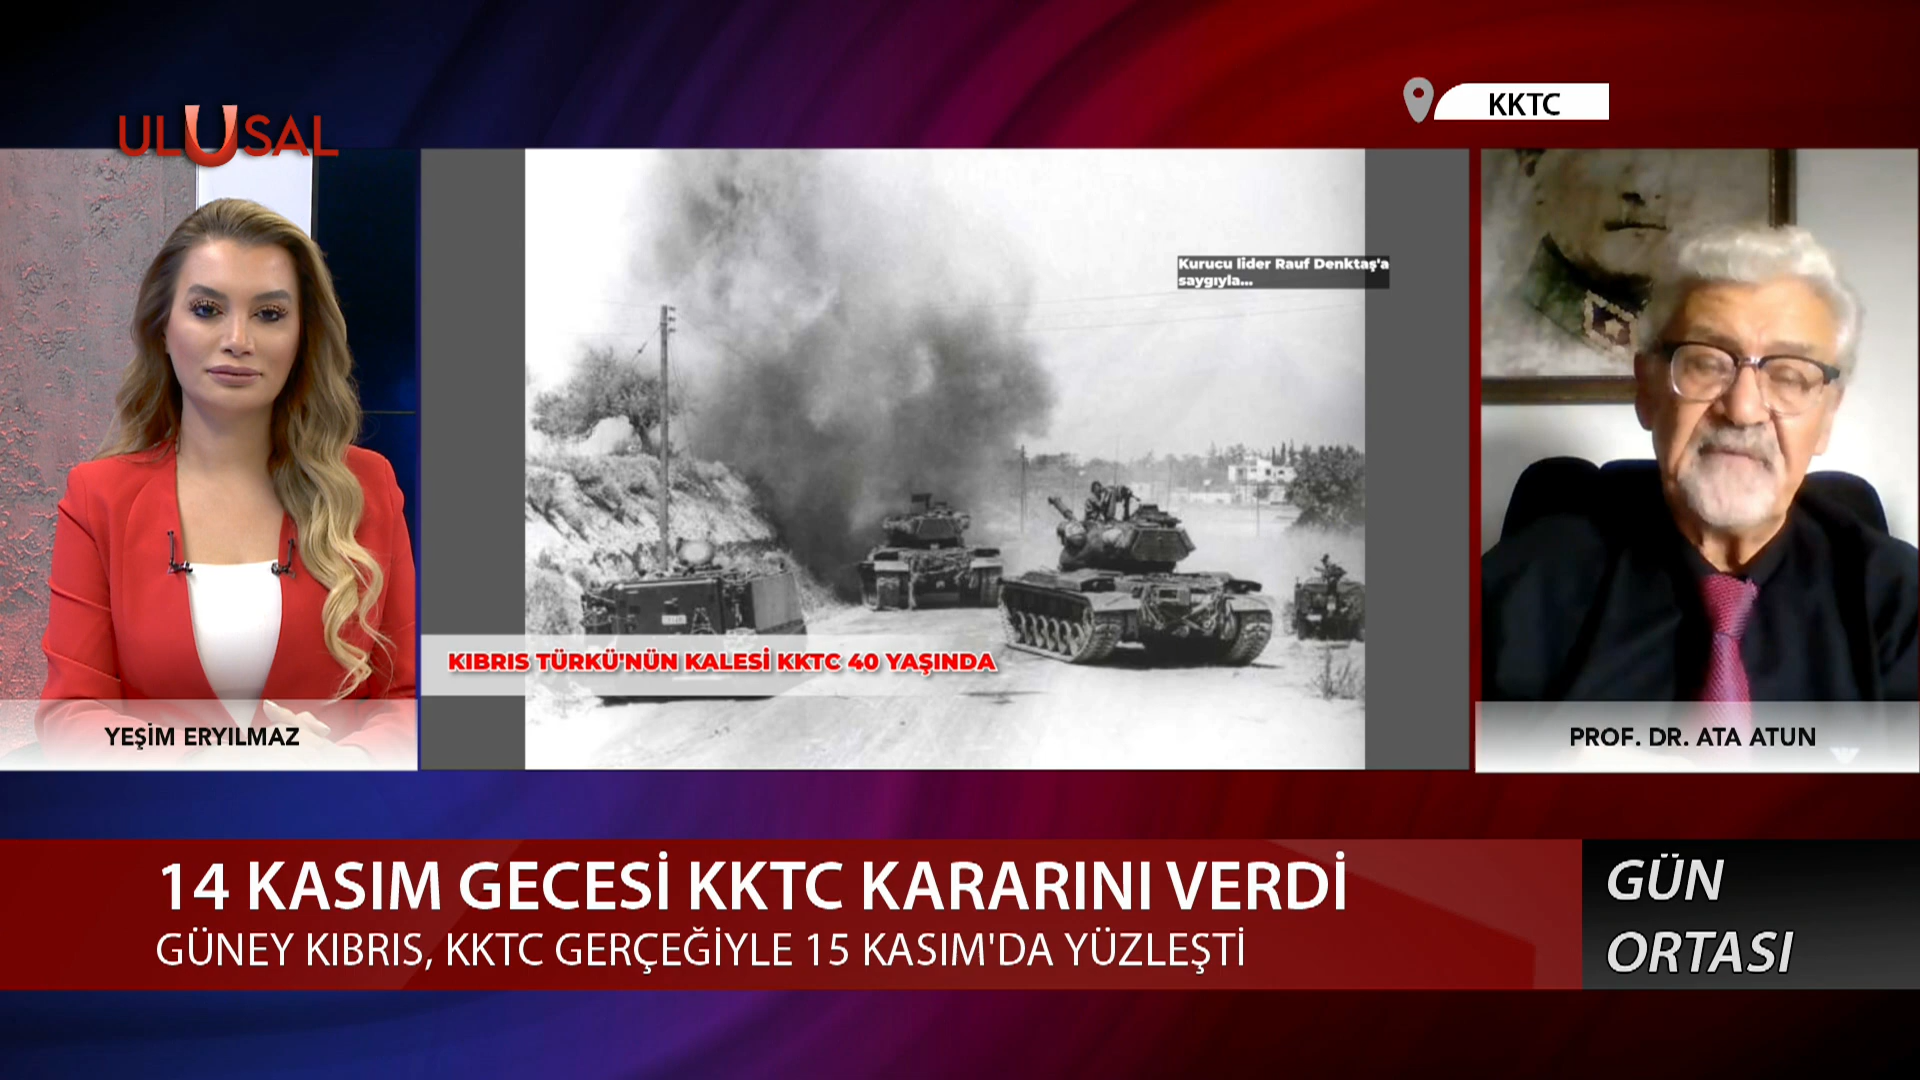 ULUSAL
KKTC
Kurucu lider Rauf Denktaş'a
saygıyla...
KIBRIS TÜRKÜ'NÜN KALESİ KKTC 40 YAŞINDA
YEŞİM ERYILMAZ
PROF. DR. ATA ATUN
14 KASIM GECESİ KKTC KARARINI VERDİ
GÜNEY KIBRIS, KKTC GERÇEĞİYLE 15 KASIM'DA YÜZLEŞTİ
GÜN
ORTASI